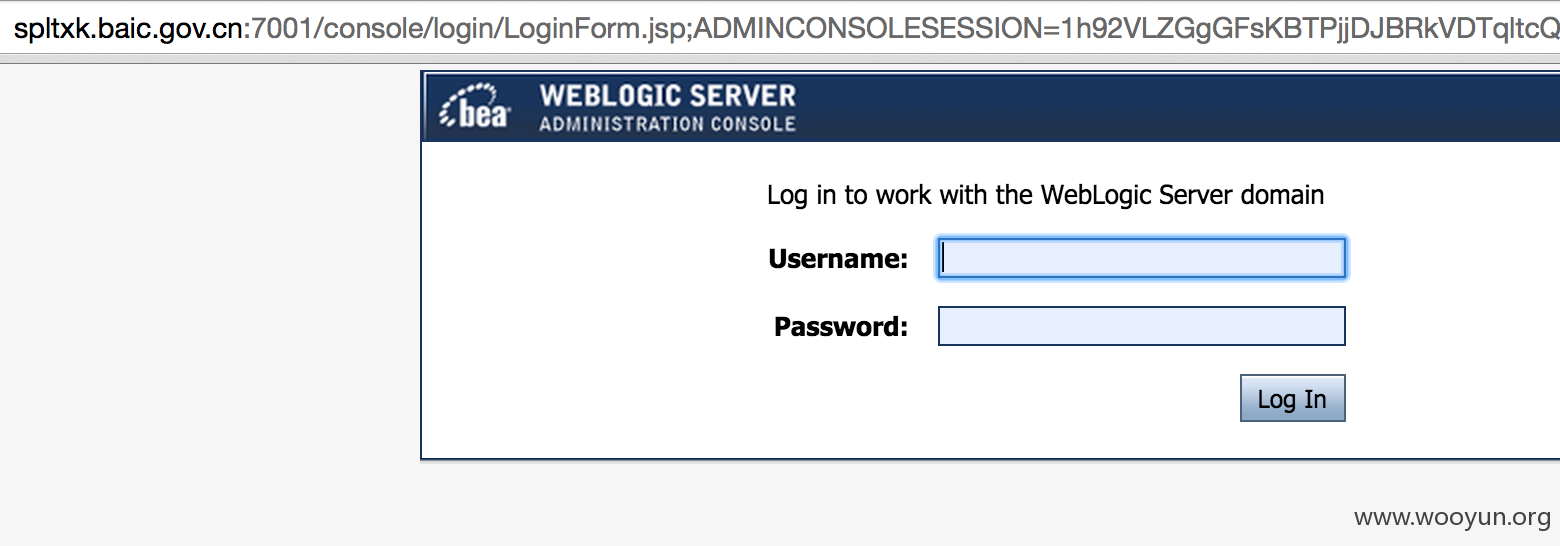 spltxk.baic.gov.cn:7001/console/login/LoginForm.jsp;ADMINCONSOLESESSION=1h92VLZGgGFsKBTPjjDJBRkVDTqltcQ
bea WEBLOGIC SERVER
ADMINISTRATION CONSOLE
Log in to work with the WebLogic Server domain
Username:
Password:
Log In
www.wooyun.org